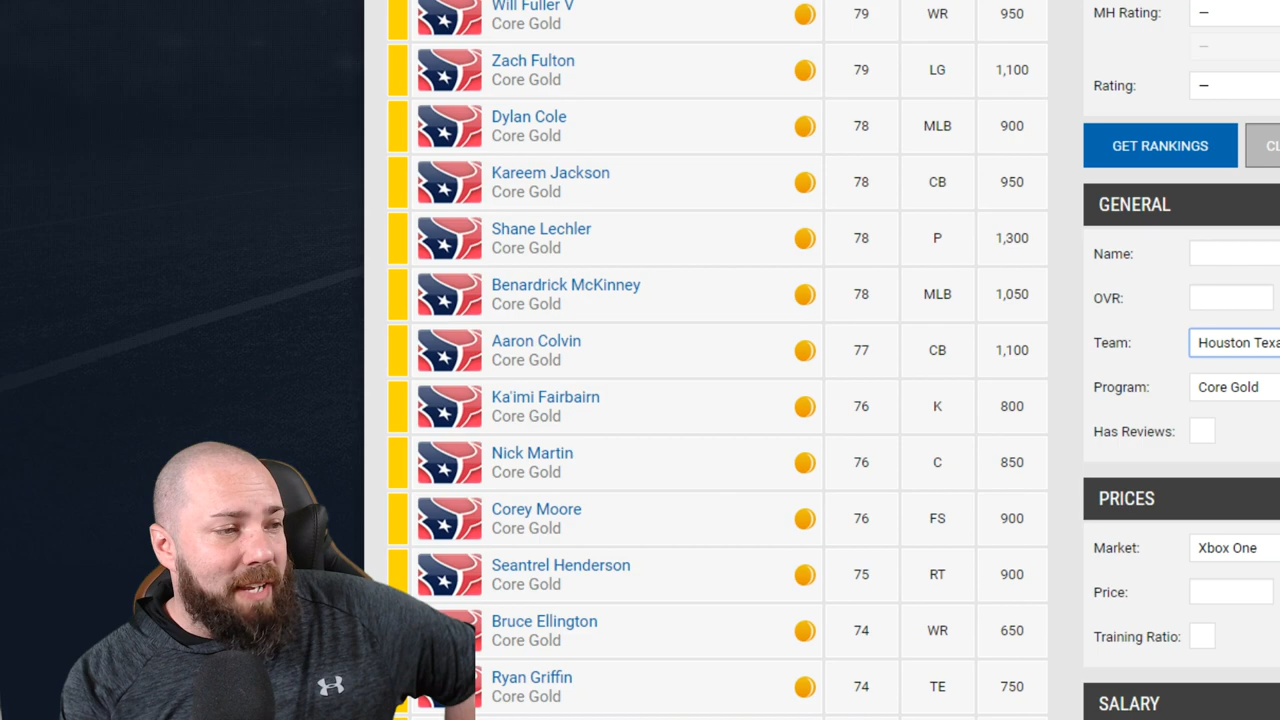 Will Fuller V
Core Gold
79 WR 950
Zach Fulton
Core Gold
79 LG 1,100
Dylan Cole
Core Gold
78 MLB 900
Kareem Jackson
Core Gold
78 CB 950
Shane Lechler
Core Gold
78 P 1,300
Benardrick McKinney
Core Gold
78 MLB 1,050
Aaron Colvin
Core Gold
77 CB 1,100
Ka'imi Fairbairn
Core Gold
76 K 800
Nick Martin
Core Gold
76 C 850
Corey Moore
Core Gold
76 FS 900
Seantrel Henderson
Core Gold
75 RT 900
Bruce Ellington
Core Gold
74 WR 650
Ryan Griffin
Core Gold
74 TE 750
MH Rating: –
–
Rating: –
GET RANKINGS CL
GENERAL
Name:
OVR:
Team: Houston Texa
Program: Core Gold
Has Reviews:
PRICES
Market: Xbox One
Price:
Training Ratio:
SALARY